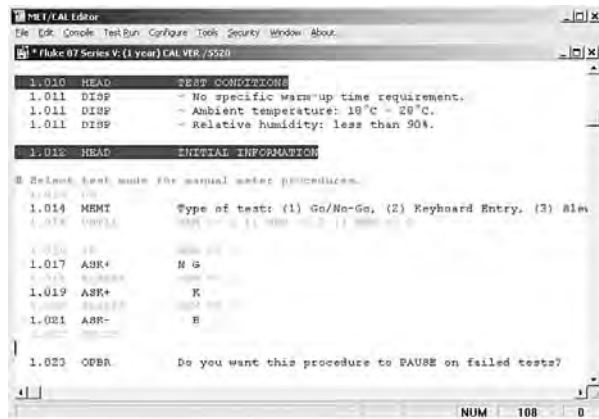 MET/CAL Editor
File Edit Compile Test Run Configure Tools Security Window About
* Fluke 87 Series V: (1 year) CAL VER /5520
1.010 HEAD TEST CONDITIONS
1.011 DISP - No specific warm-up time requirement.
1.011 DISP - Ambient temperature: 18°C - 28°C.
1.011 DISP - Relative humidity: less than 90%.
1.012 HEAD INITIAL INFORMATION
# Select test mode for manual meter procedures.
1.014 MEMI Type of test: (1) Go/No-Go, (2) Keyboard Entry, (3)
1.017 ASK+ N G
1.019 ASK+ K
1.021 ASK- B
1.023 OPBR Do you want this procedure to PAUSE on failed tests?
NUM 108 0